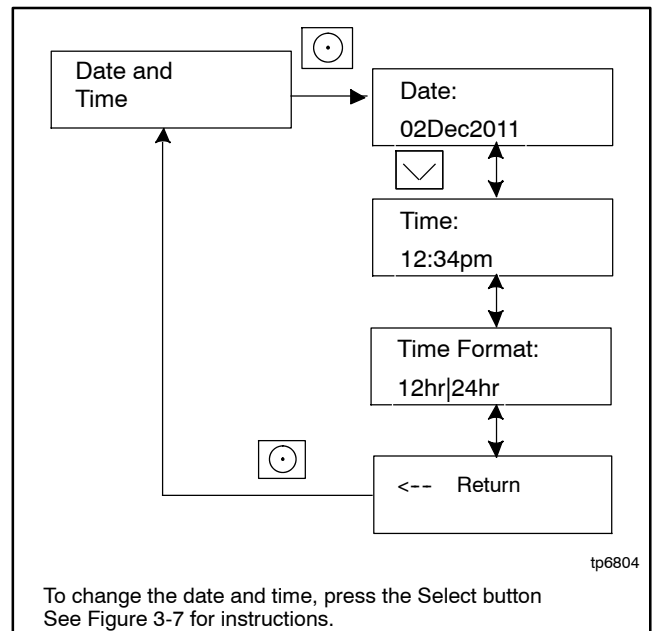 Date and
Time
Date:
02Dec2011
Time:
12:34pm
Time Format:
12hr|24hr
<-- Return
tp6804
To change the date and time, press the Select button
See Figure 3-7 for instructions.